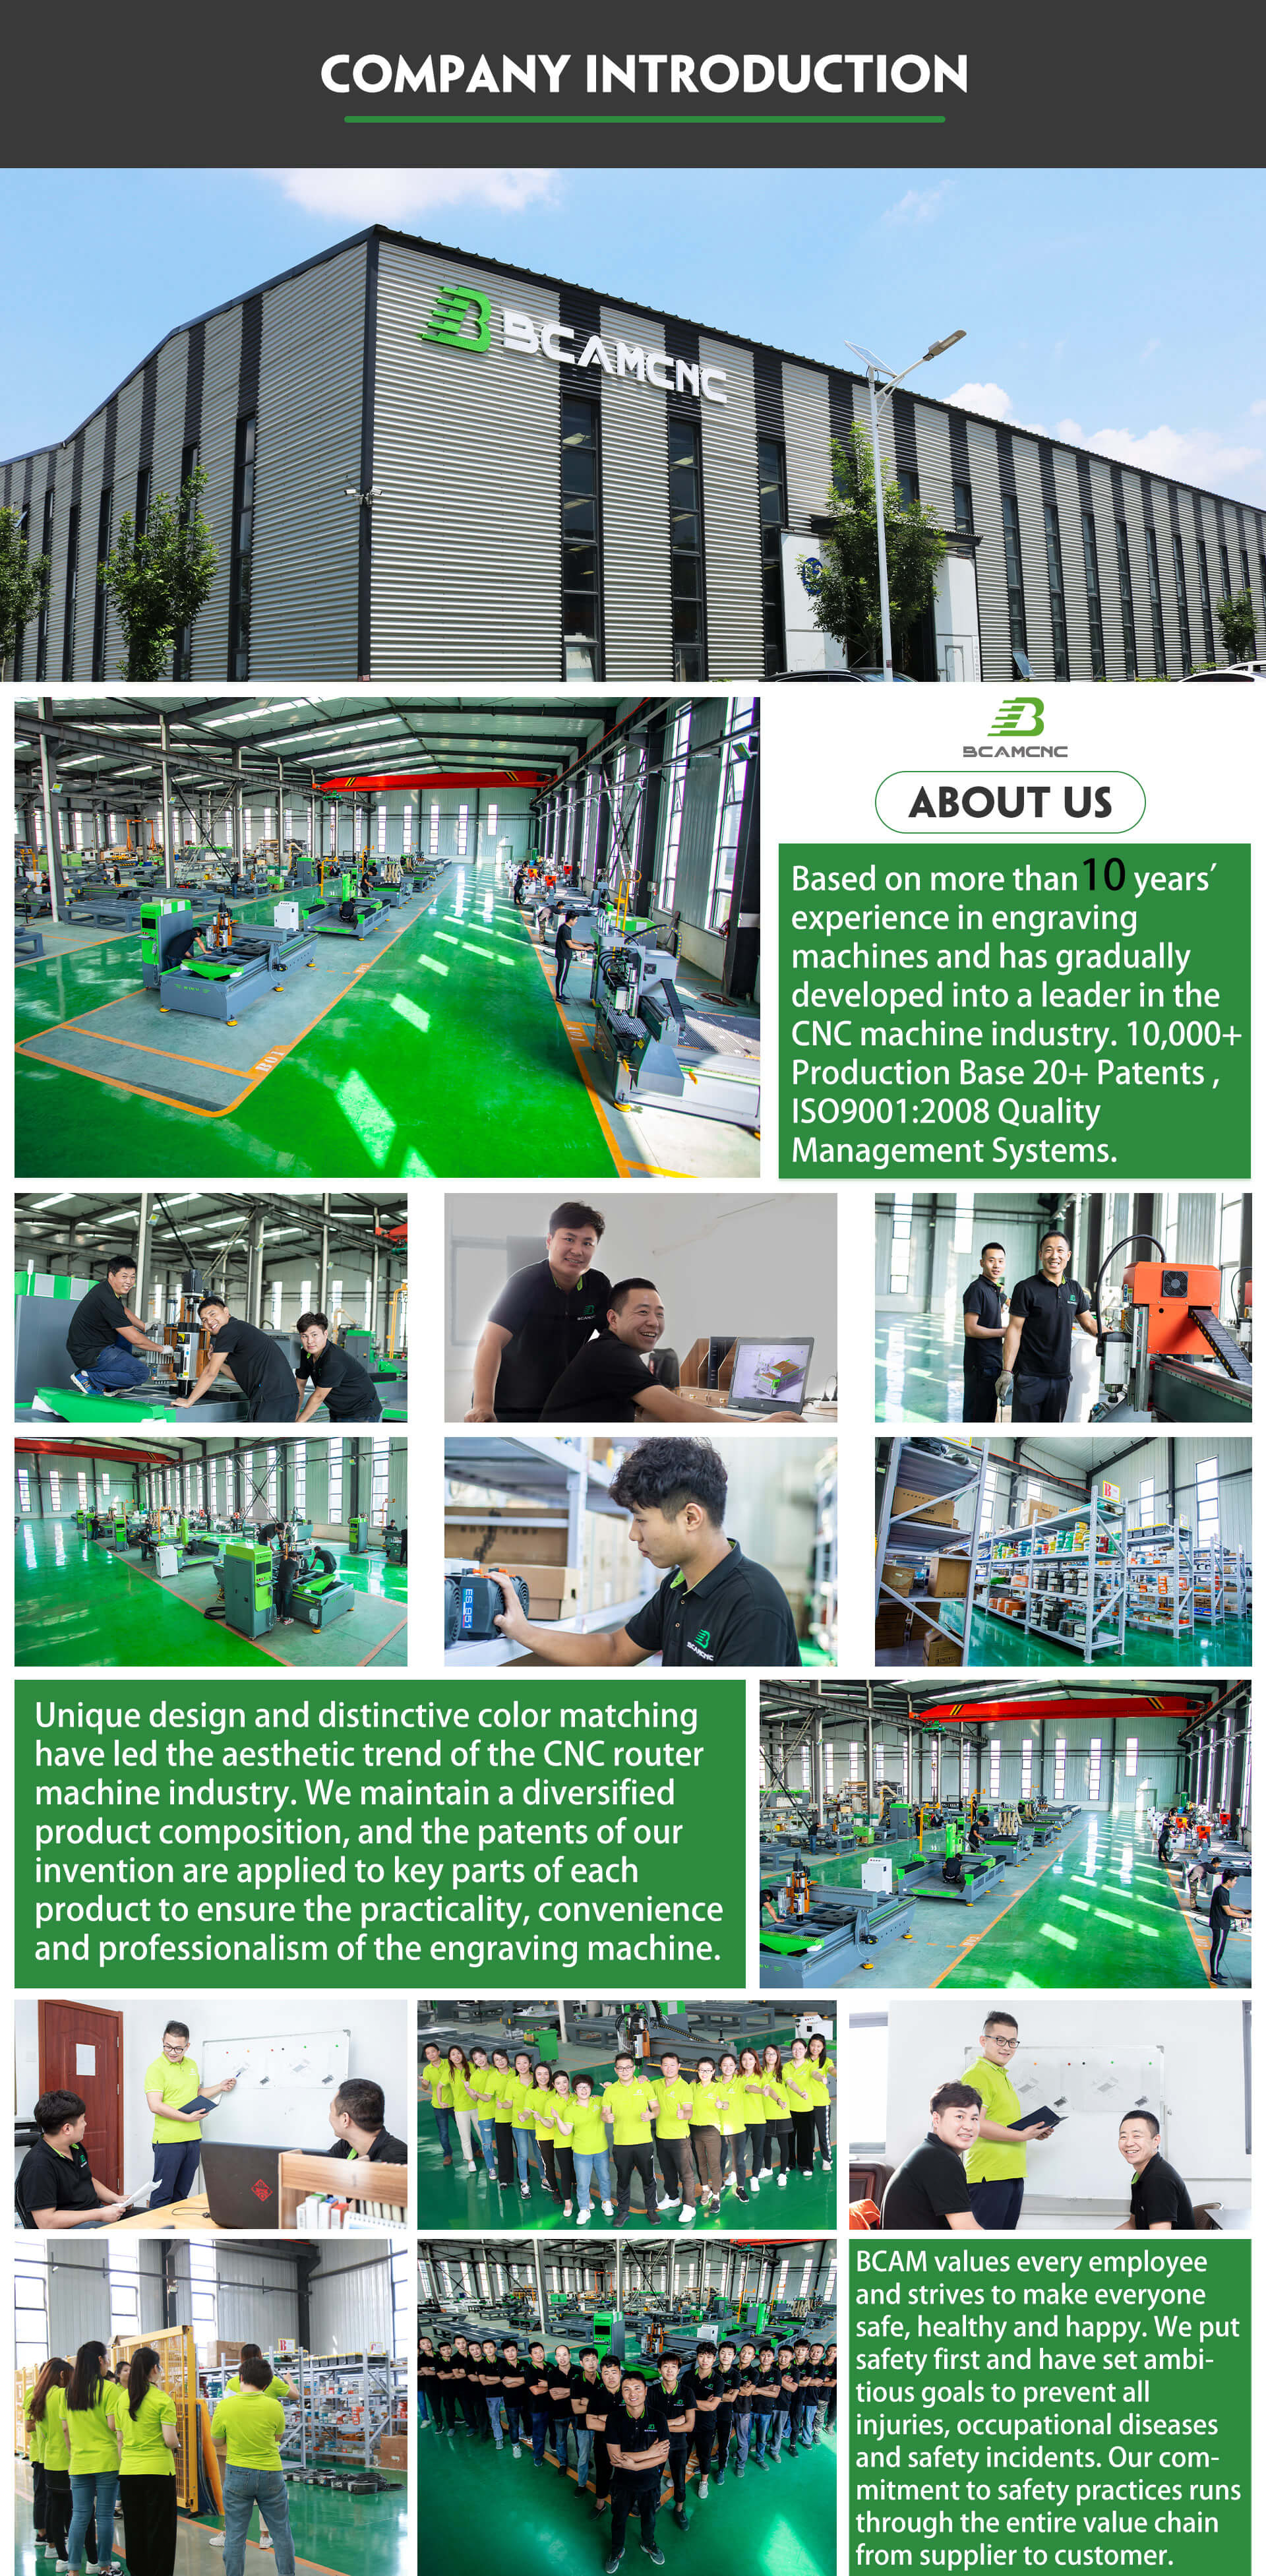 COMPANY INTRODUCTION
BCAMCNC
BCAMCNC
ABOUT US
Based on more than 10 years′
experience in engraving
machines and has gradually
developed into a leader in the
CNC machine industry. 10,000+
Production Base 20+ Patents ,
ISO9001:2008 Quality
Management Systems.
BCAMCNC
Unique design and distinctive color matching
have led the aesthetic trend of the CNC router
machine industry. We maintain a diversified
product composition, and the patents of our
invention are applied to key parts of each
product to ensure the practicality, convenience
and professionalism of the engraving machine.
BCAM values every employee
and strives to make everyone
safe, healthy and happy. We put
safety first and have set ambi-
tious goals to prevent all
injuries, occupational diseases
and safety incidents. Our com-
mitment to safety practices runs
through the entire value chain
from supplier to customer.